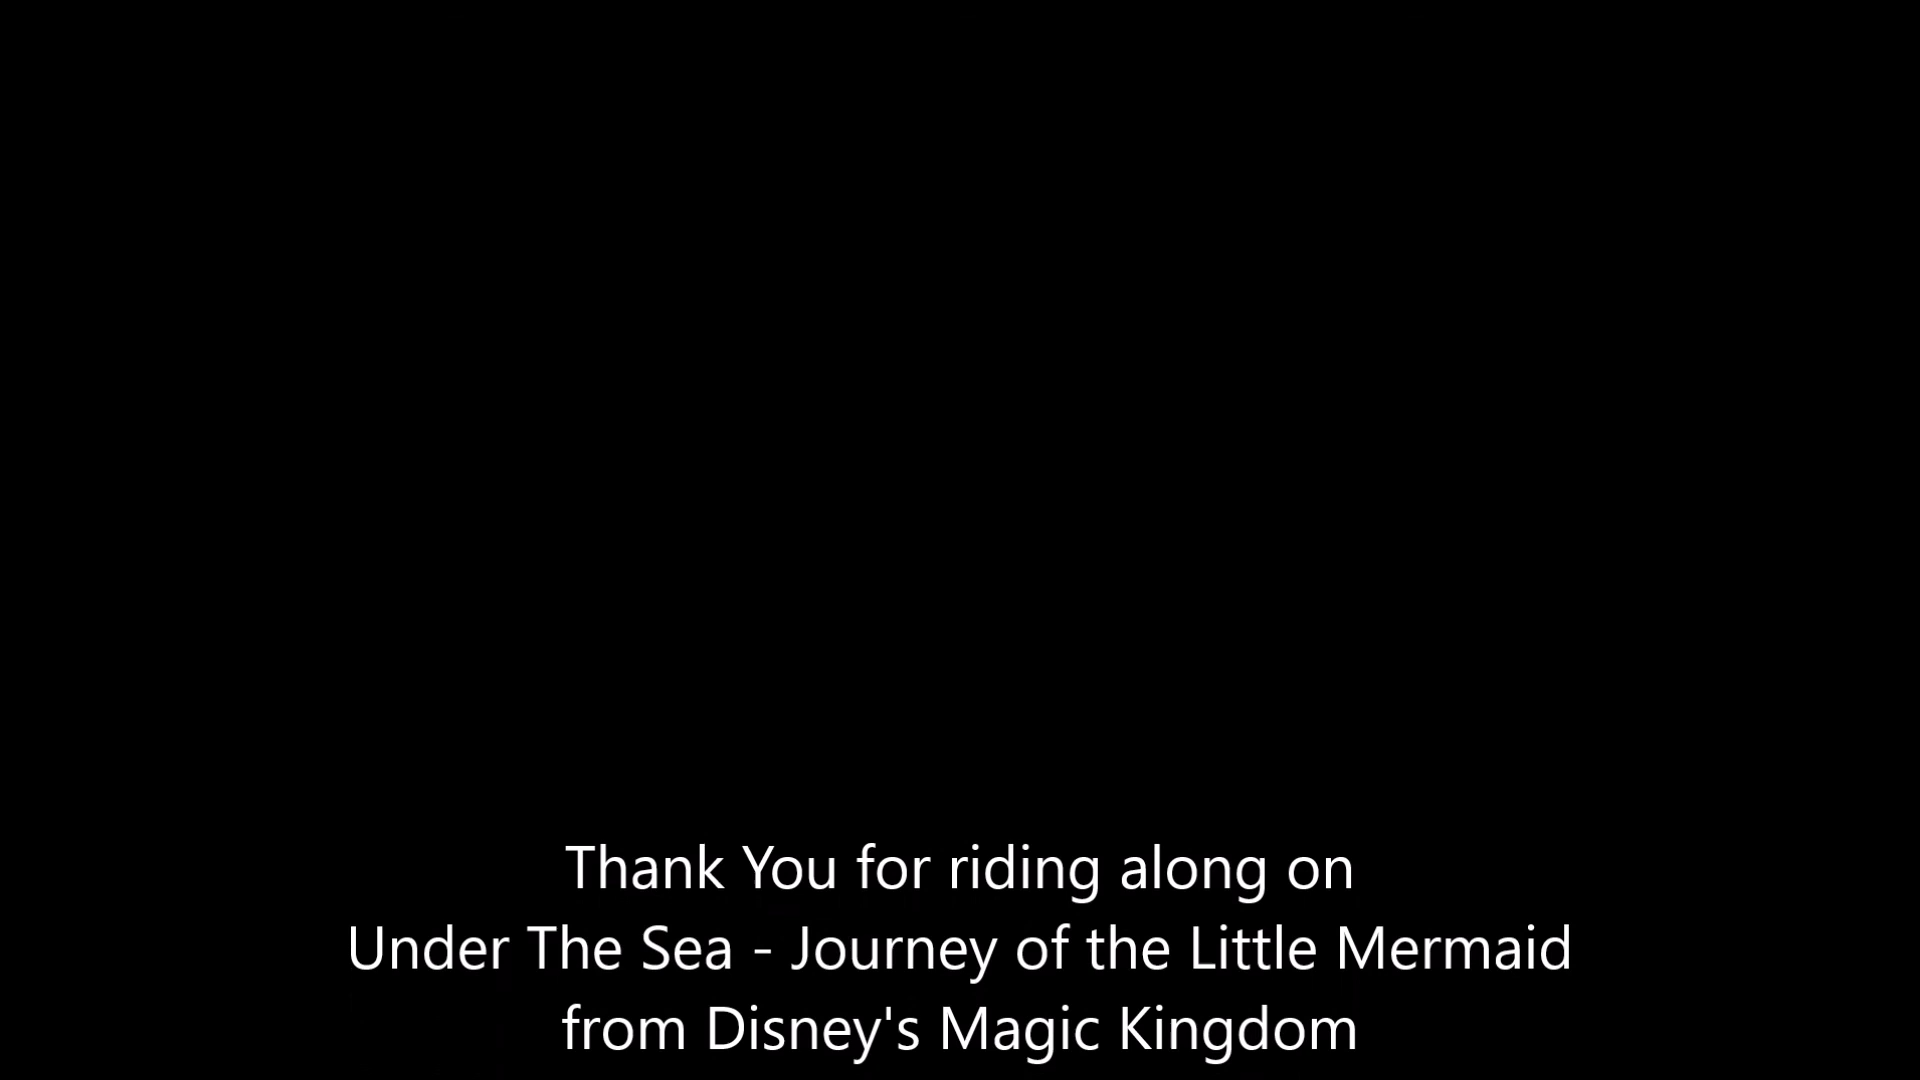 Thank You for riding along on
Under The Sea - Journey of the Little Mermaid
from Disney's Magic Kingdom